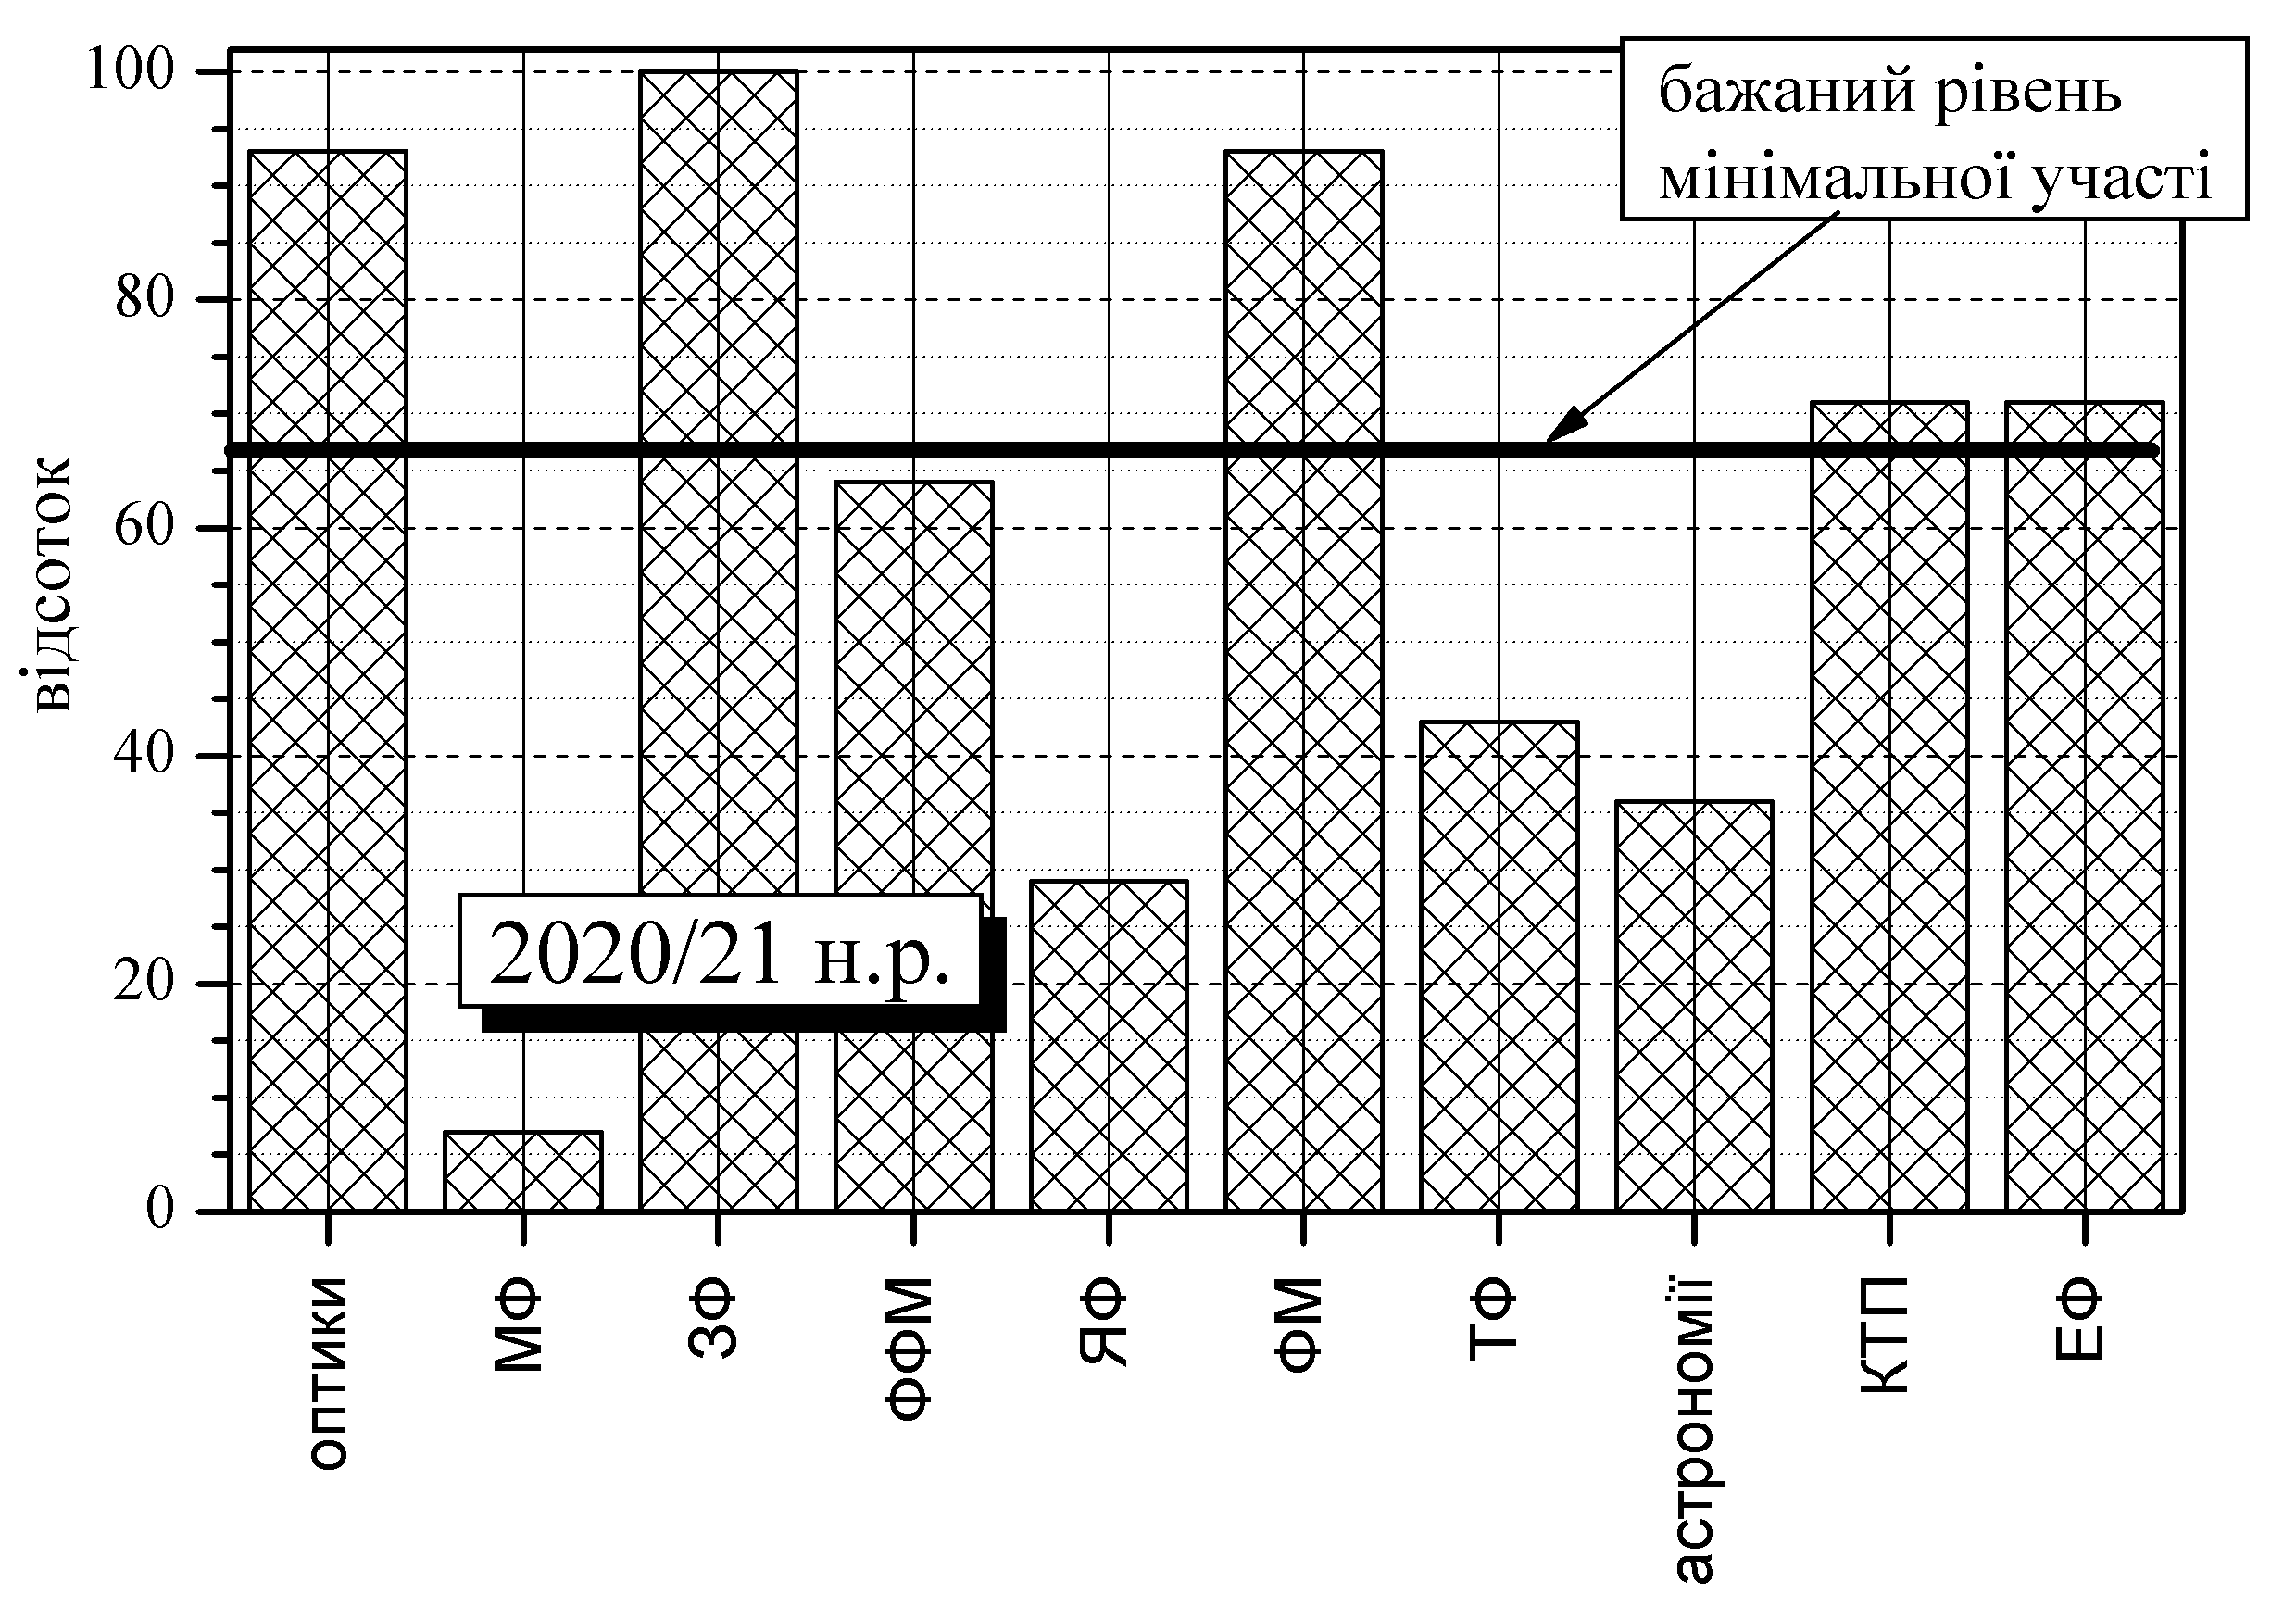 100
80
60
40
20
0
відсоток
бажаний рівень
мінімальної участі
2020/21 н.р.
оптики
МФ
ЗФ
ФФМ
ЯФ
ФМ
ТФ
астрономії
КТП
ЕФ